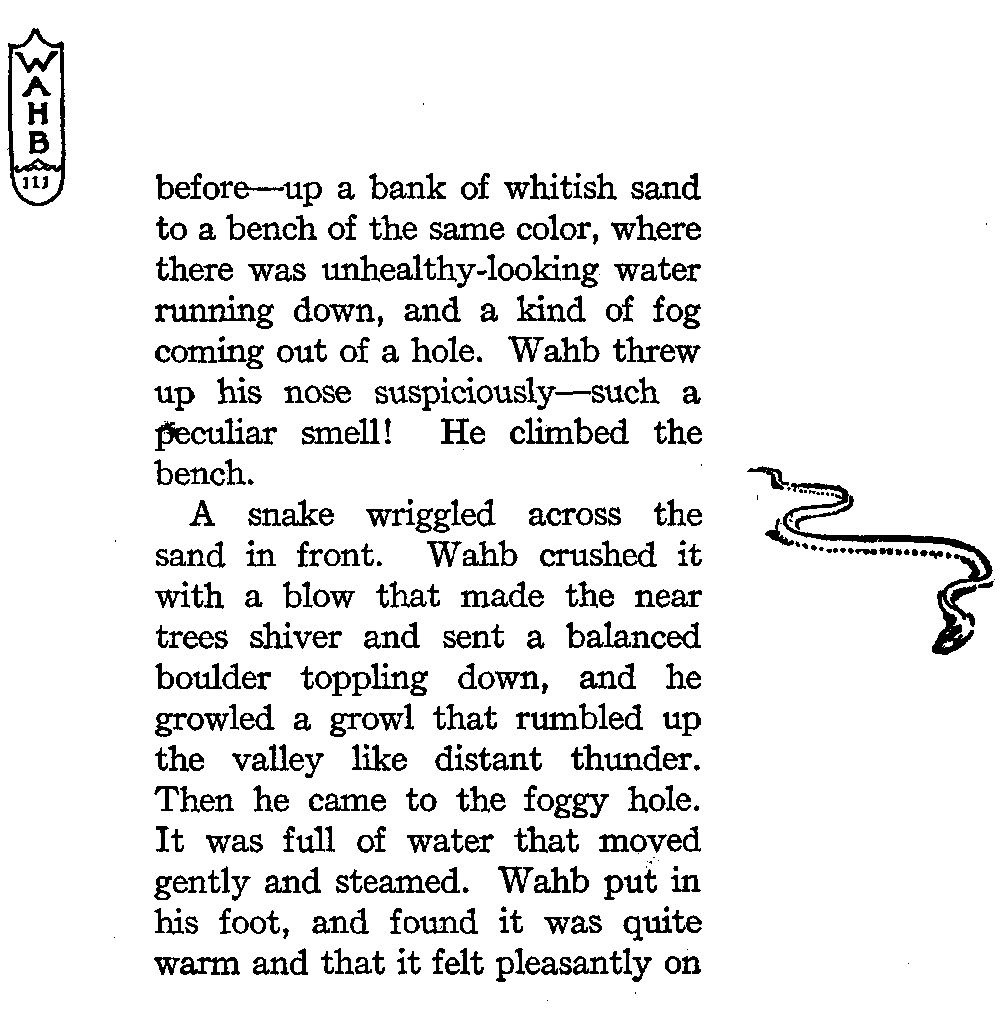 WAHB
III
before—up a bank of whitish sand
to a bench of the same color, where
there was unhealthy-looking water
running down, and a kind of fog
coming out of a hole. Wahb threw
up his nose suspiciously—such a
peculiar smell! He climbed the
bench.
A snake wriggled across the
sand in front. Wahb crushed it
with a blow that made the near
trees shiver and sent a balanced
boulder toppling down, and he
growled a growl that rumbled up
the valley like distant thunder.
Then he came to the foggy hole.
It was full of water that moved
gently and steamed. Wahb put in
his foot, and found it was quite
warm and that it felt pleasantly on